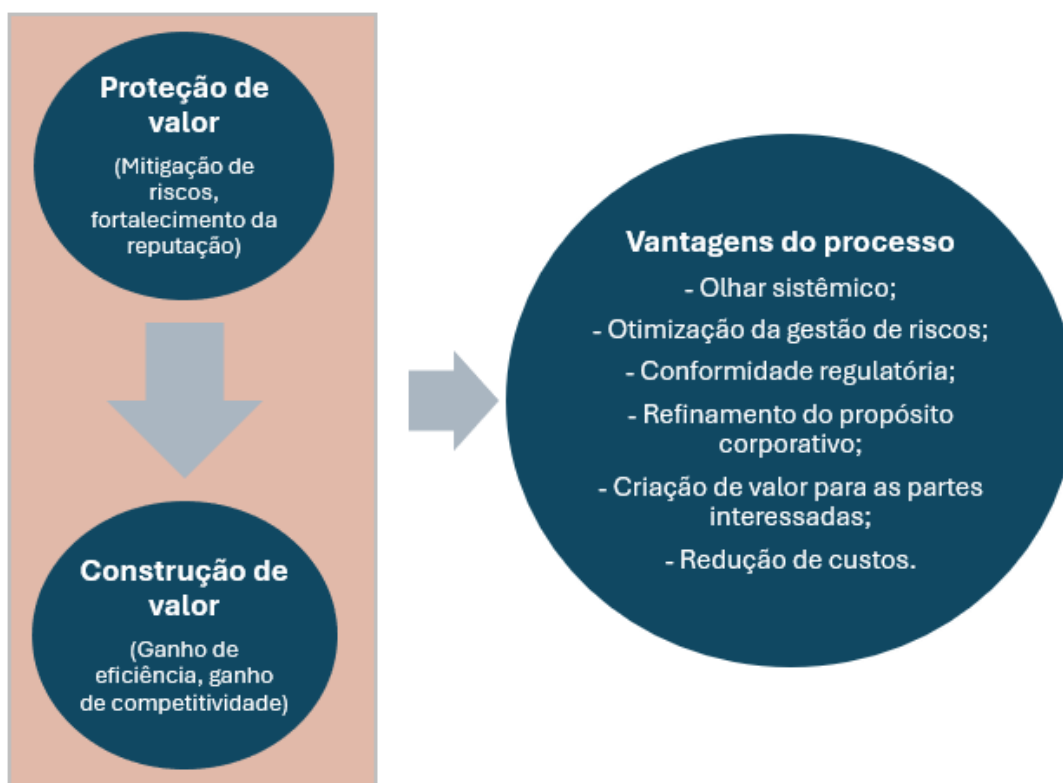 Proteção de
valor
(Mitigação de
riscos,
fortalecimento da
reputação)
Construção de
valor
(Ganho de
eficiência, ganho
de competitividade)
Vantagens do processo
- Olhar sistêmico;
- Otimização da gestão de riscos;
- Conformidade regulatória;
- Refinamento do propósito
corporativo;
- Criação de valor para as partes
interessadas;
- Redução de custos.